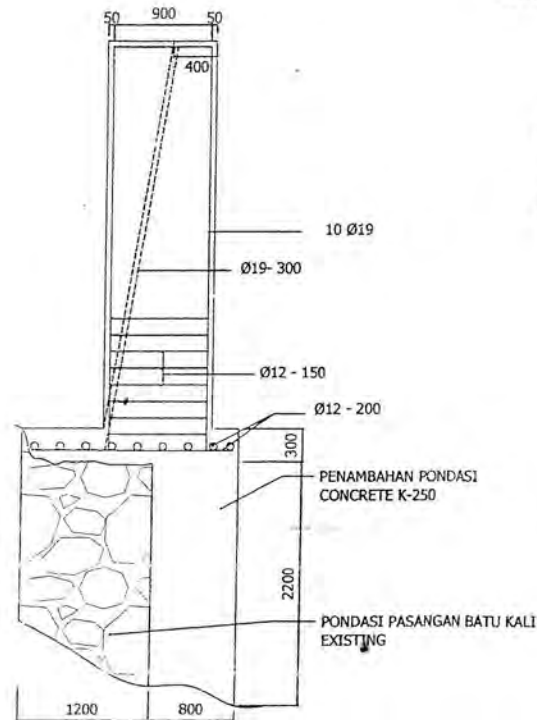 50 900 50
400
10 Ø19
Ø19- 300
Ø12 - 150
Ø12 - 200
300
PENAMBAHAN PONDASI
CONCRETE K-250
2200
PONDASI PASANGAN BATU KALI
EXISTING
1200 800